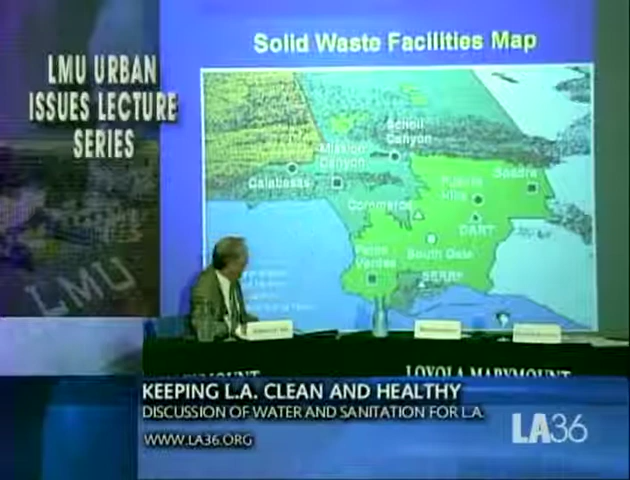 LMU URBAN
ISSUES LECTURE
SERIES
Solid Waste Facilities Map
Scholl
Canyon
Mission
Canyon
Calabasas
Spadra
Puente
Hills
Commerce
DART
South Gate
Palos
Verdes
SERRF
LMU
LOYOLA MARYMOUNT
KEEPING L.A. CLEAN AND HEALTHY
DISCUSSION OF WATER AND SANITATION FOR L.A.
WWW.LA36.ORG
LA36